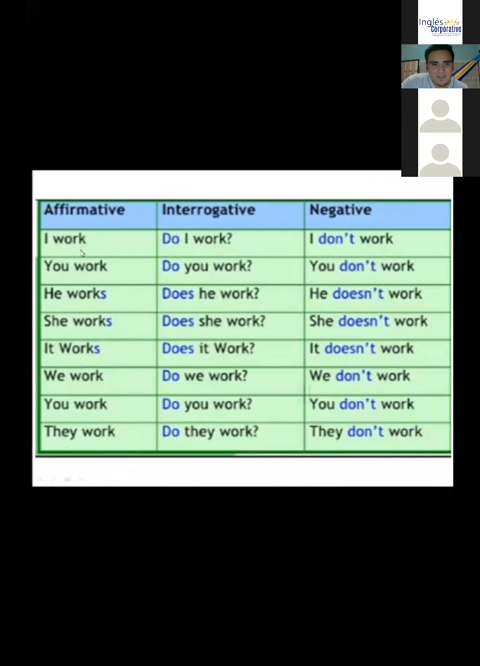 Inglés
Corporativo
Affirmative Interrogative Negative
I work Do I work? I don't work
You work Do you work? You don't work
He works Does he work? He doesn't work
She works Does she work? She doesn't work
It Works Does it Work? It doesn't work
We work Do we work? We don't work
You work Do you work? You don't work
They work Do they work? They don't work